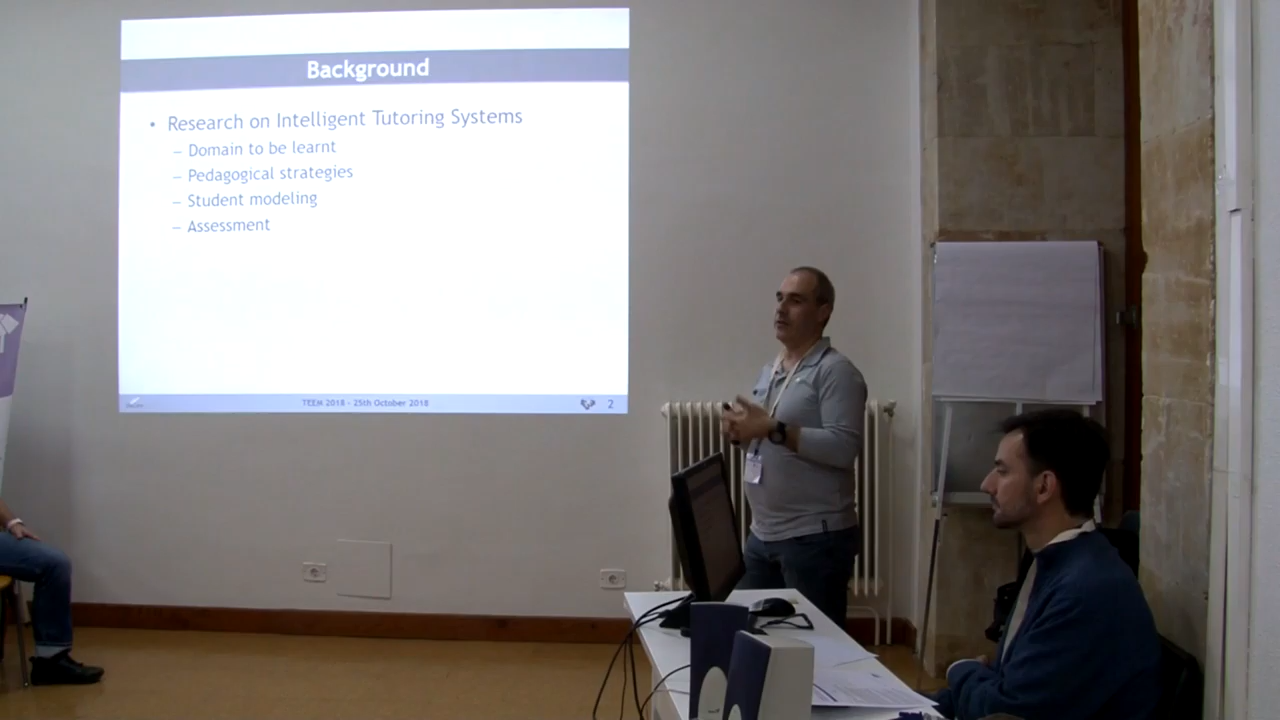 Background
• Research on Intelligent Tutoring Systems
– Domain to be learnt
– Pedagogical strategies
– Student modeling
– Assessment
TEEM 2018 - 25th October 2018
2